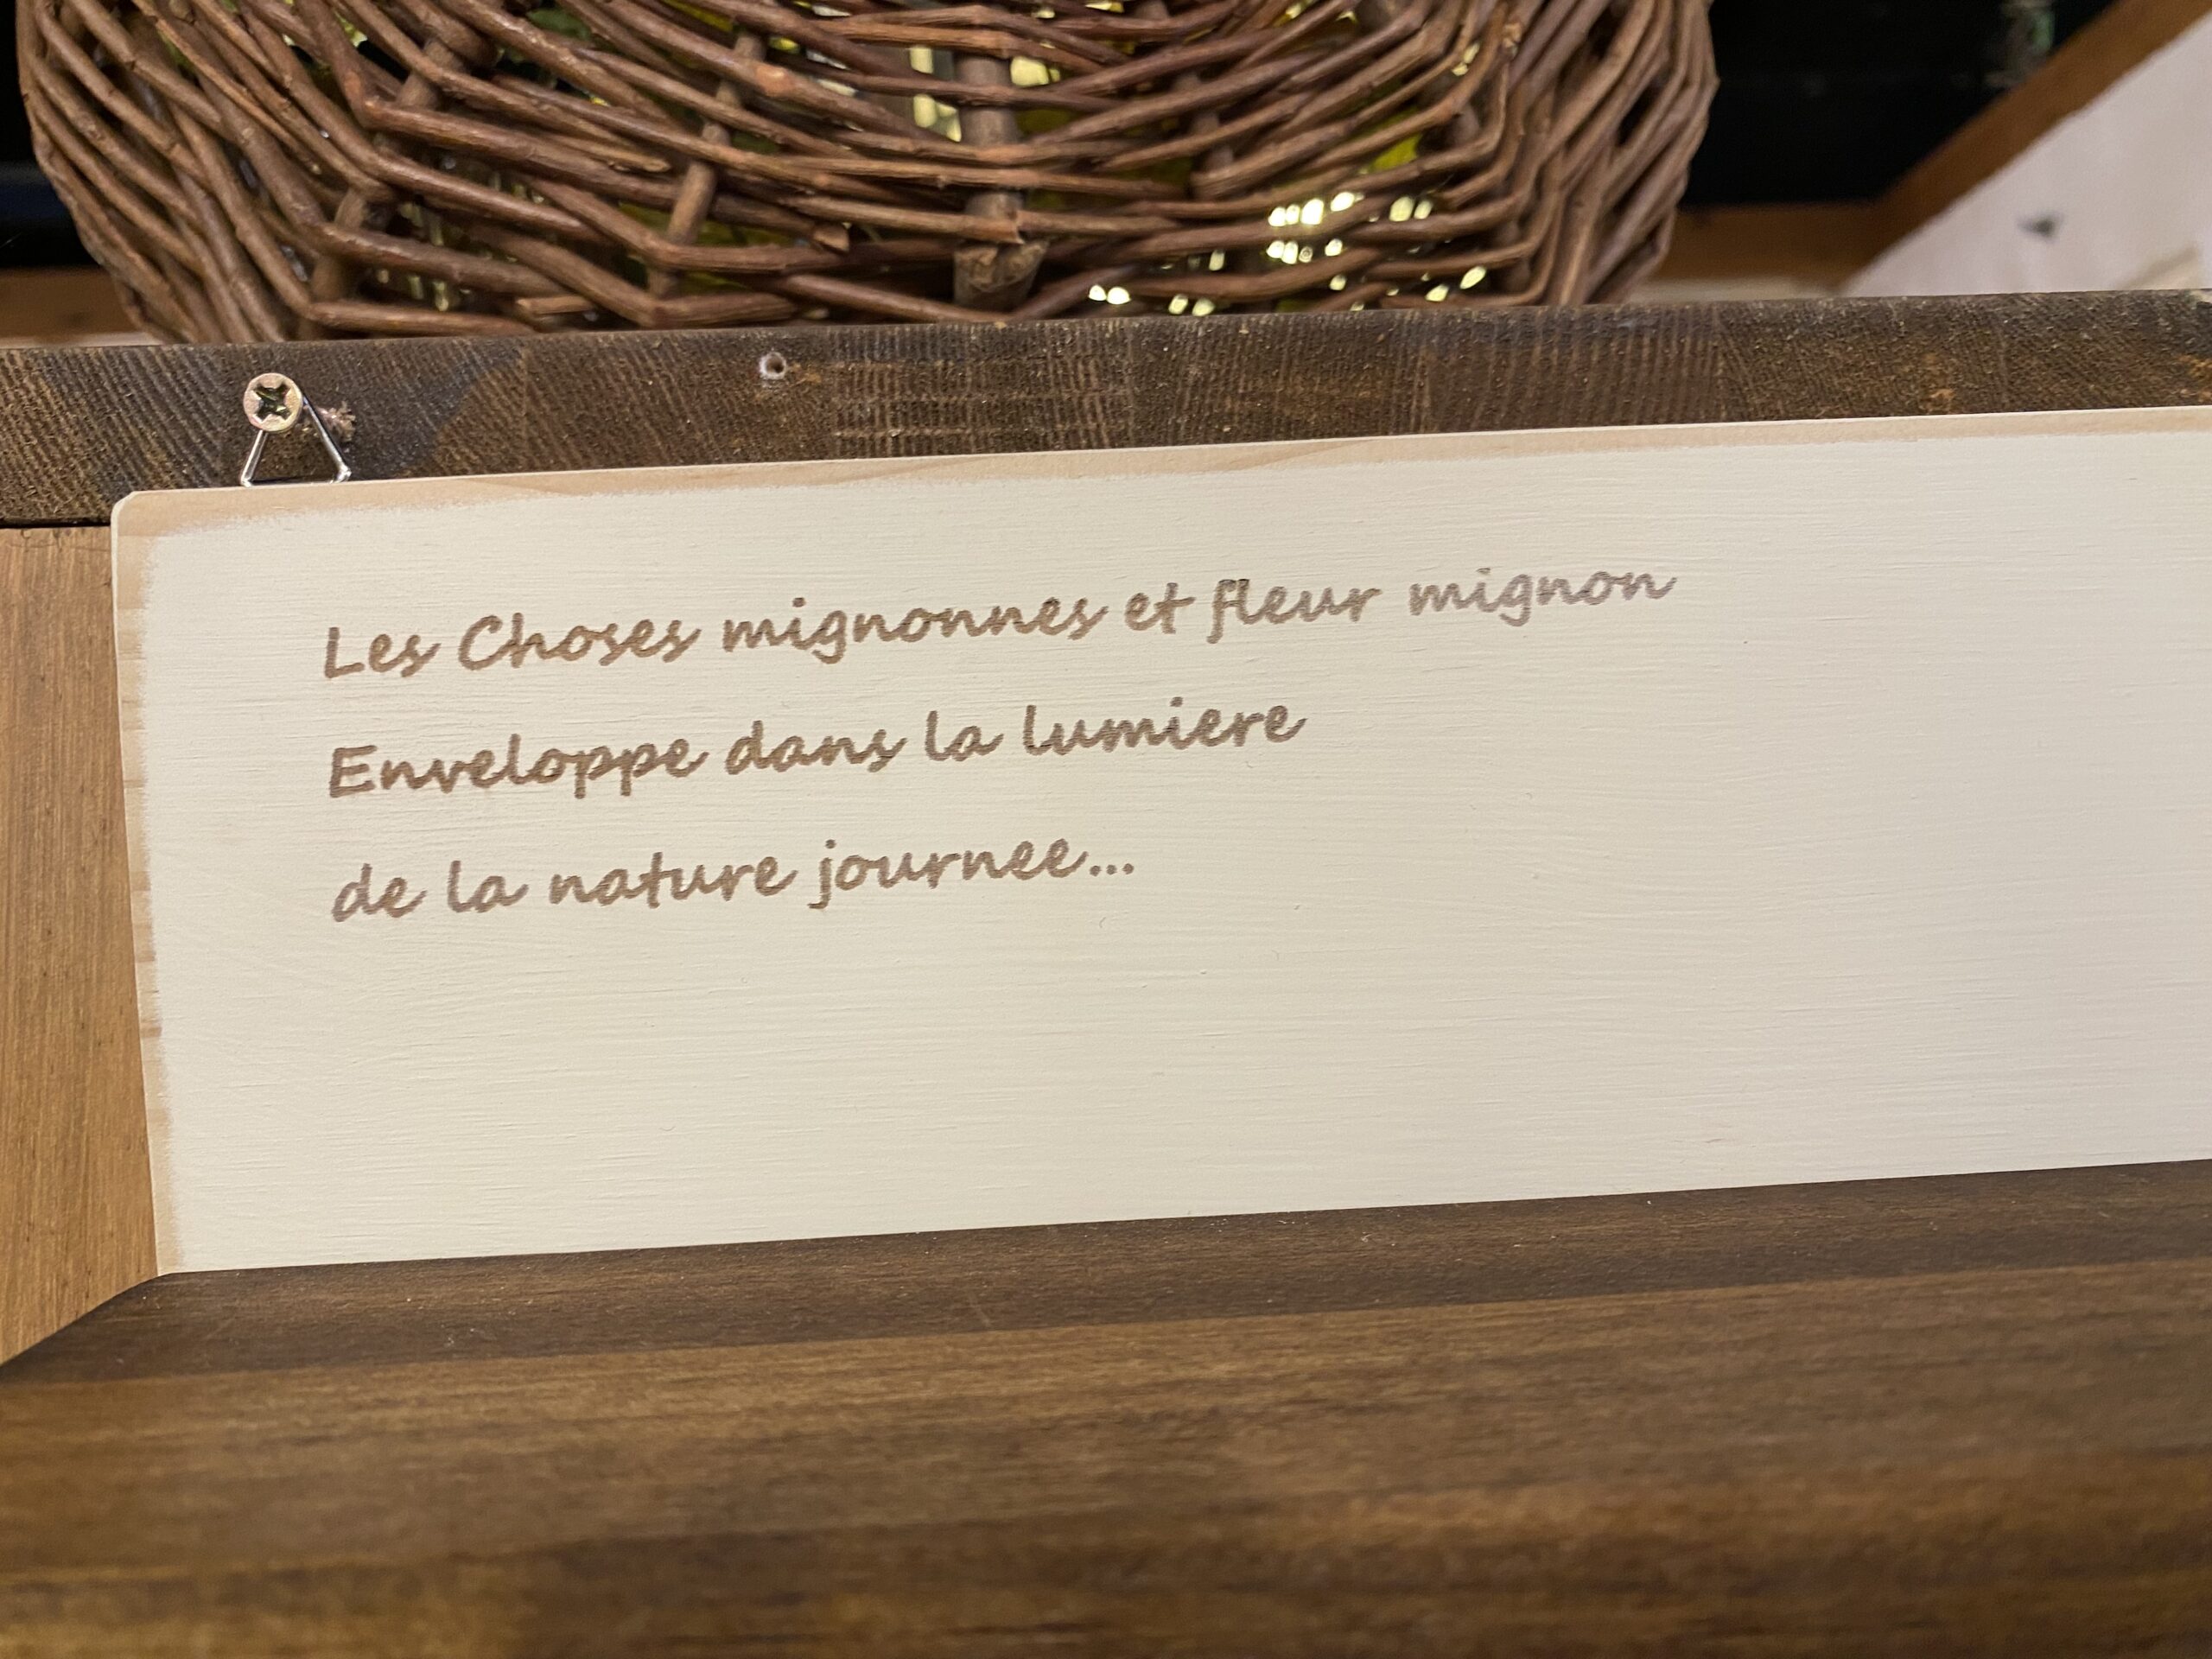 Les Choses mignonnes et fleur mignon
Enveloppe dans la lumiere
de la nature journee...